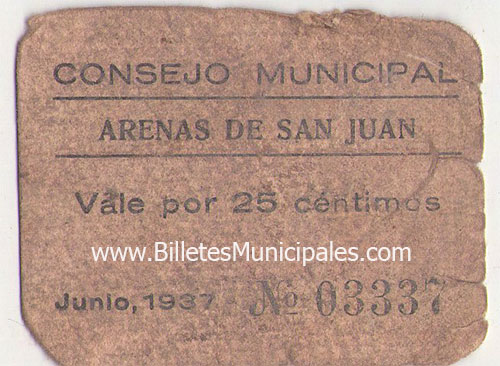 CONSEJO MUNICIPAL
ARENAS DE SAN JUAN
Vale por 25 céntimos
www.BilletesMunicipales.com
Junio, 1937 Nº 03337